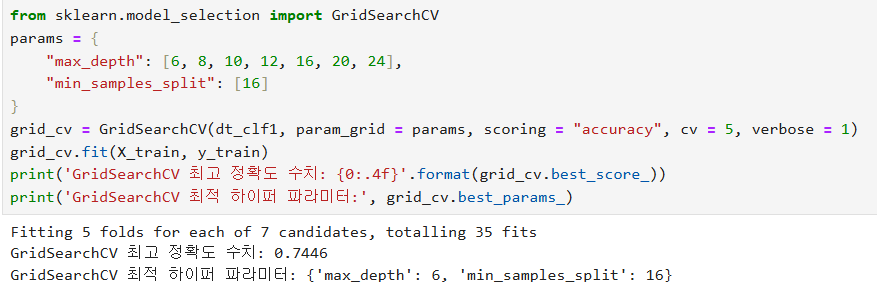 from sklearn.model_selection import GridSearchCV
params = {
    "max_depth": [6, 8, 10, 12, 16, 20, 24],
    "min_samples_split": [16]
}
grid_cv = GridSearchCV(dt_clf1, param_grid = params, scoring = "accuracy", cv = 5, verbose = 1)
grid_cv.fit(X_train, y_train)
print('GridSearchCV 최고 정확도 수치: {0:.4f}'.format(grid_cv.best_score_))
print('GridSearchCV 최적 하이퍼 파라미터:', grid_cv.best_params_)
Fitting 5 folds for each of 7 candidates, totalling 35 fits
GridSearchCV 최고 정확도 수치: 0.7446
GridSearchCV 최적 하이퍼 파라미터: {'max_depth': 6, 'min_samples_split': 16}